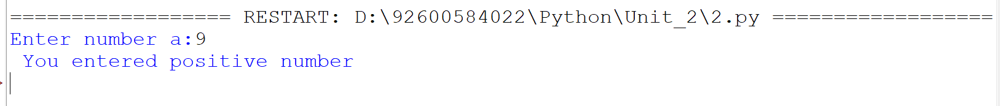 =================== RESTART: D:\92600584022\Python\Unit_2\2.py ==================
Enter number a:9
 You entered positive number
>